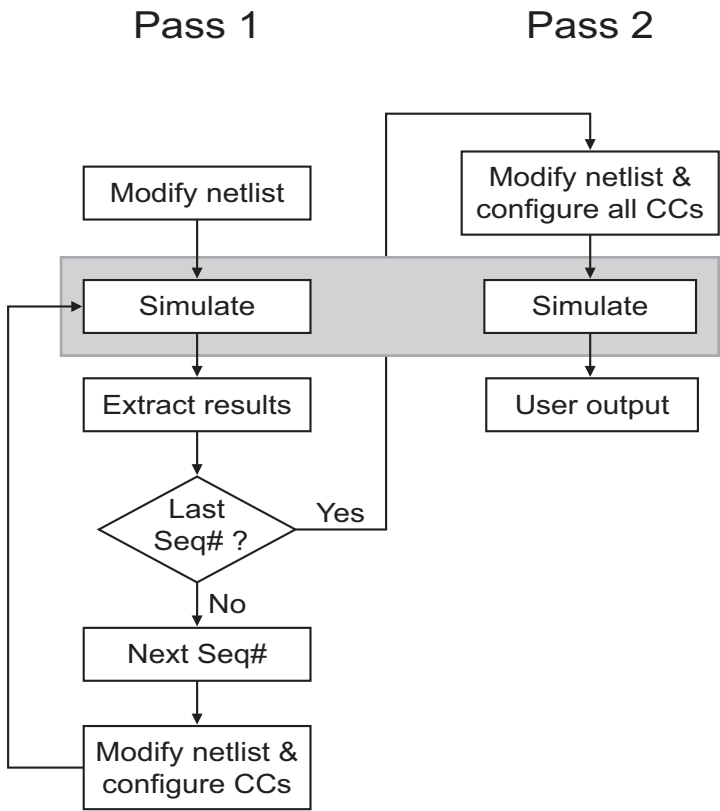 Pass 1
Pass 2
Modify netlist
Simulate
Extract results
Last
Seq# ?
Yes
No
Next Seq#
Modify netlist &
configure CCs
Modify netlist &
configure all CCs
Simulate
User output